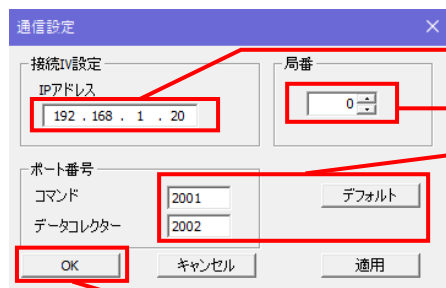 通信設定
接続IV設定
局番
IPアドレス
192 . 168 . 1 . 20
0
ポート番号
コマンド
2001
デフォルト
データコレクター
2002
OK
キャンセル
適用